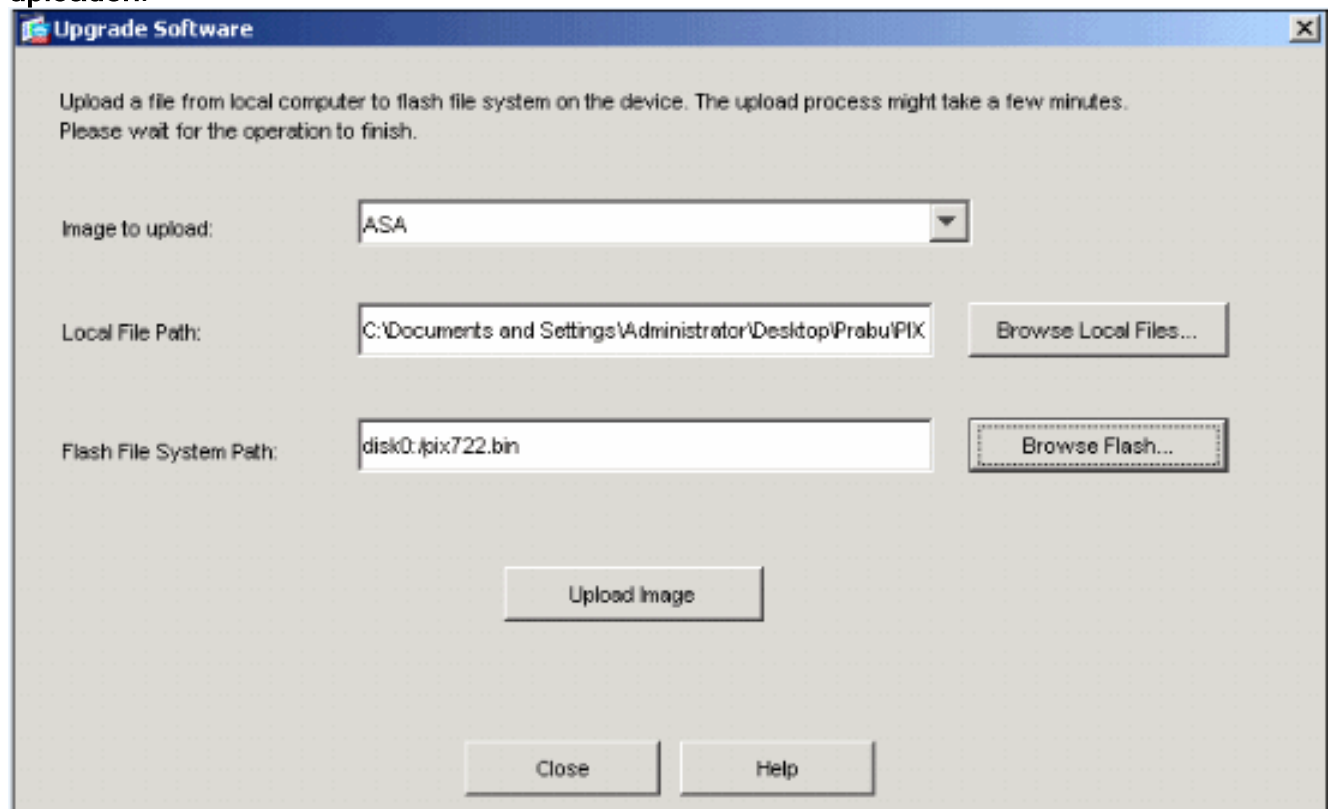 uploaden.
Upgrade Software
Upload a file from local computer to flash file system on the device. The upload process might take a few minutes.
Please wait for the operation to finish.
Image to upload: ASA
Local File Path: C:\Documents and Settings\Administrator\Desktop\Prabu\PIX Browse Local Files...
Flash File System Path: disk0:/pix722.bin Browse Flash...
Upload Image
Close Help